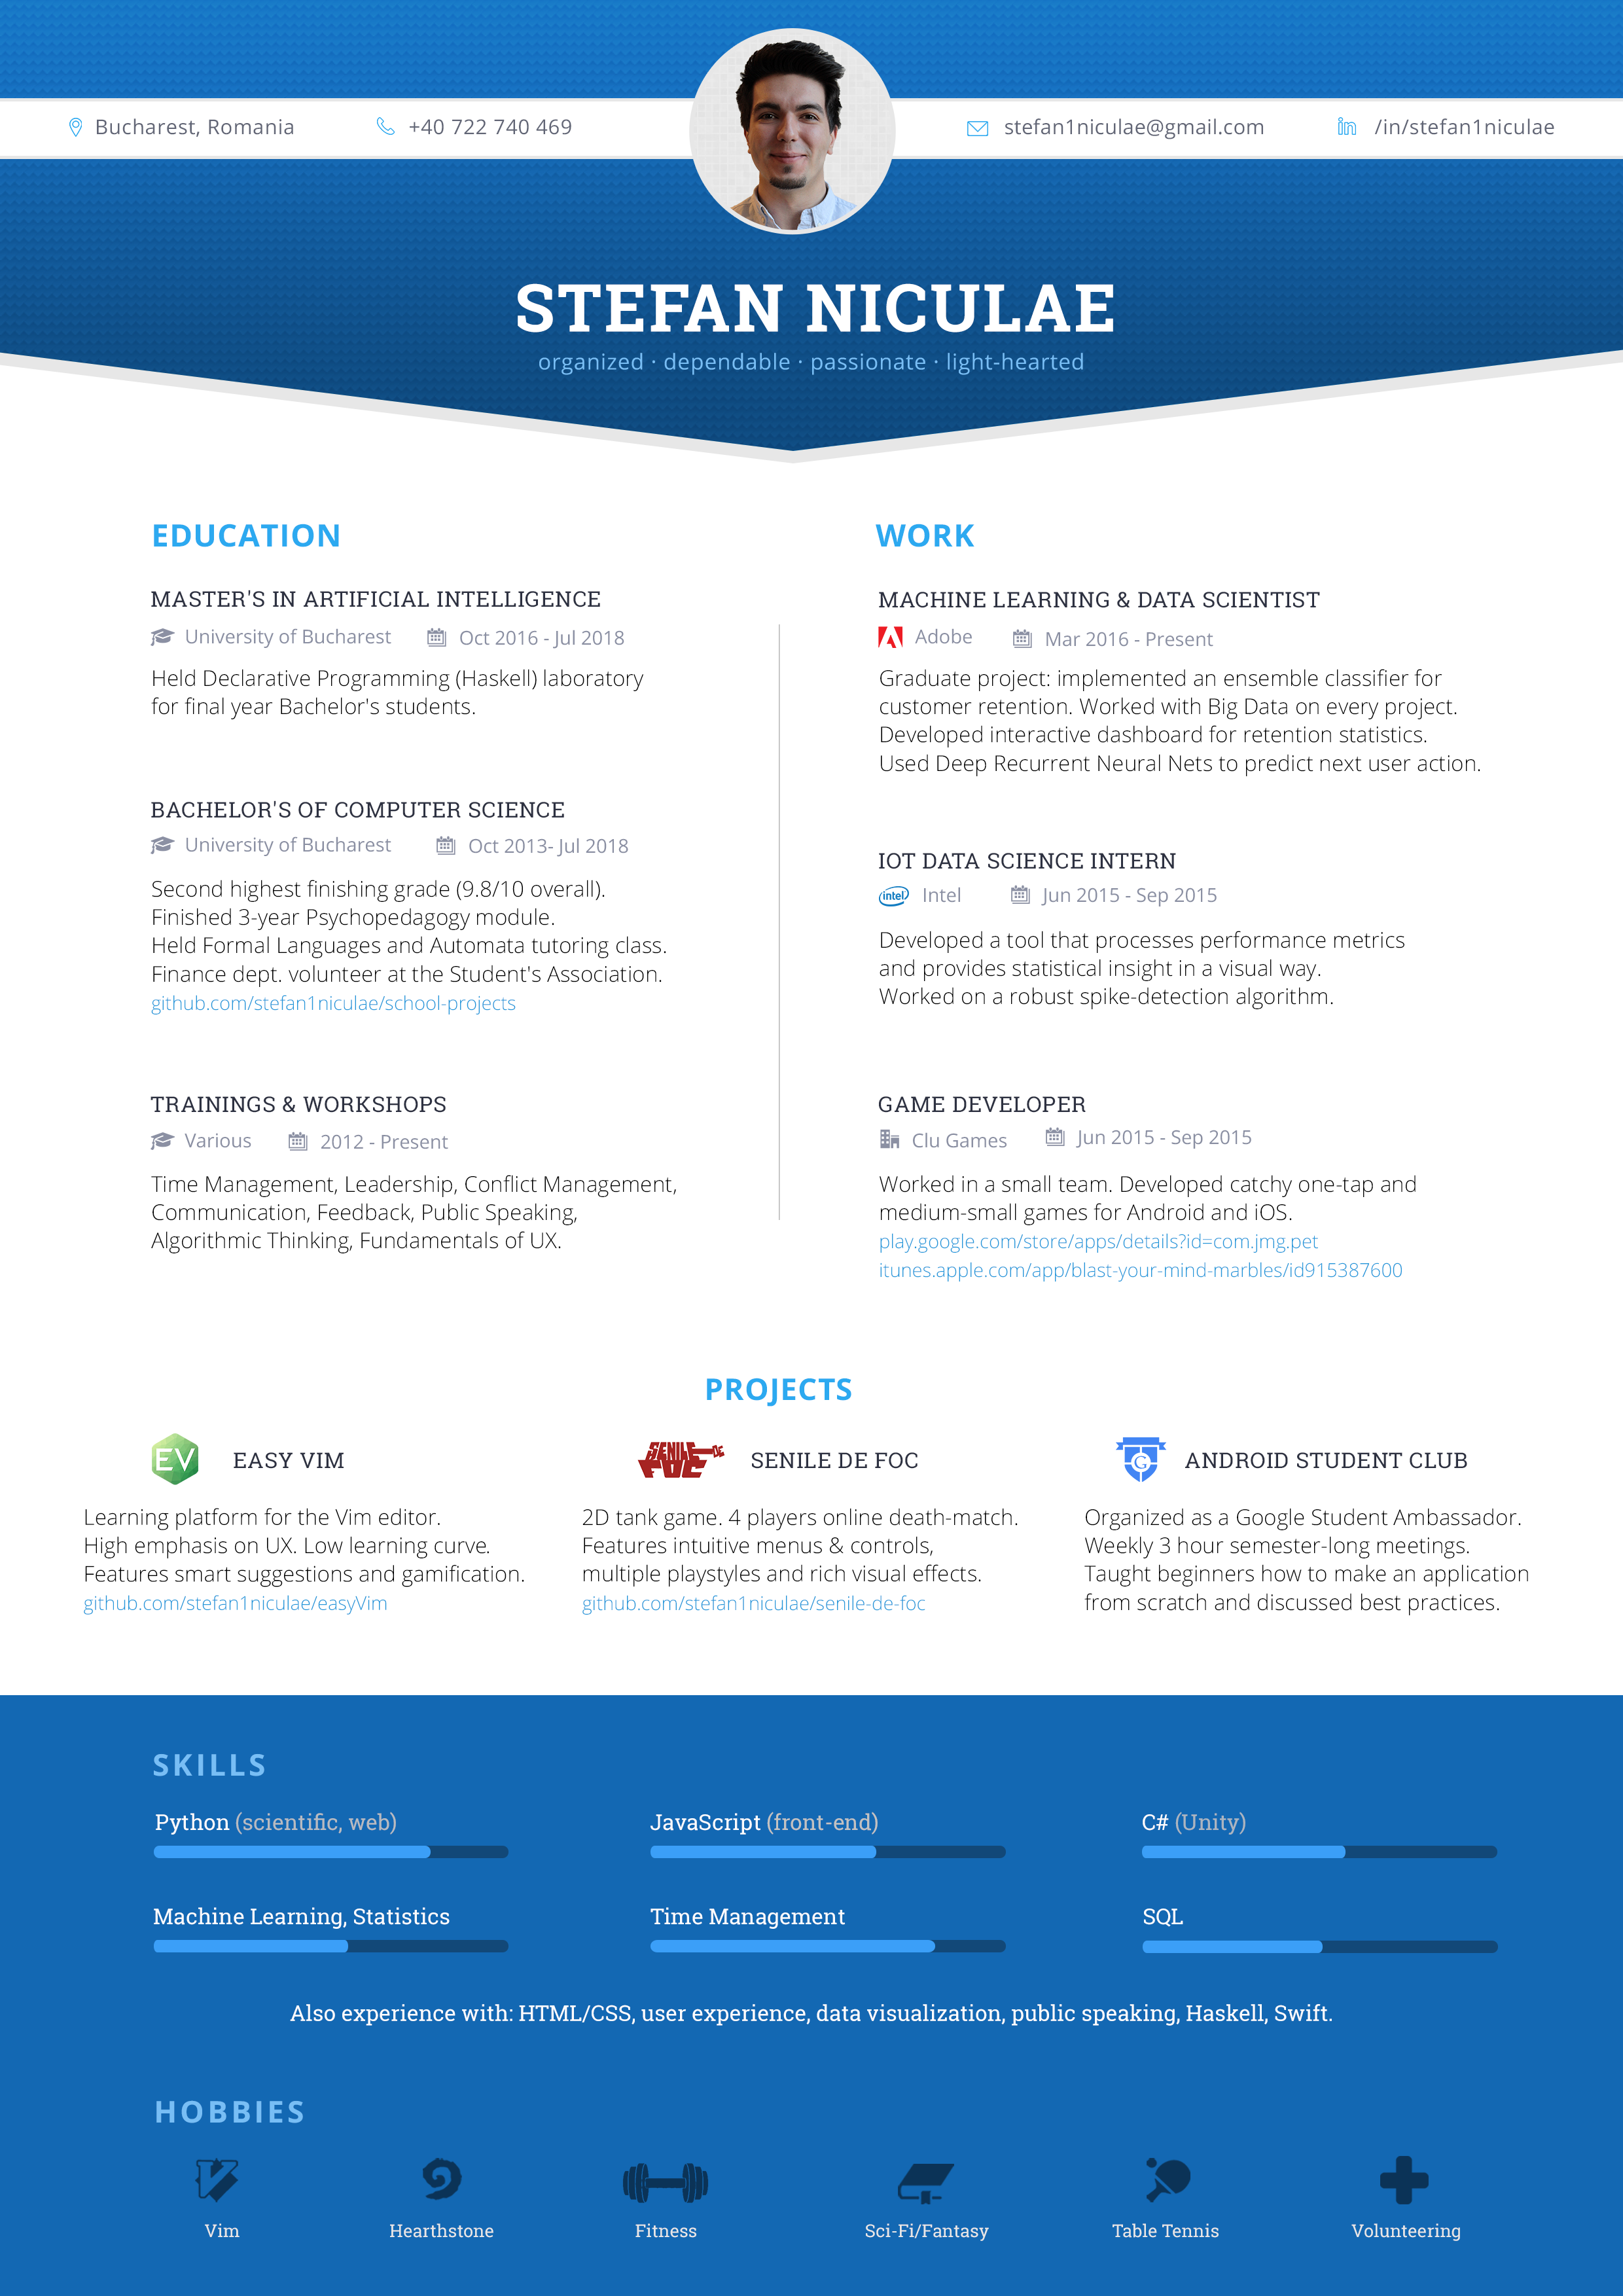 Bucharest, Romania
+40 722 740 469
stefan1niculae@gmail.com
in /in/stefan1niculae
STEFAN NICULAE
organized · dependable · passionate · light-hearted
EDUCATION
MASTER'S IN ARTIFICIAL INTELLIGENCE
University of Bucharest Oct 2016 - Jul 2018
Held Declarative Programming (Haskell) laboratory
for final year Bachelor's students.
BACHELOR'S OF COMPUTER SCIENCE
University of Bucharest Oct 2013- Jul 2018
Second highest finishing grade (9.8/10 overall).
Finished 3-year Psychopedagogy module.
Held Formal Languages and Automata tutoring class.
Finance dept. volunteer at the Student's Association.
github.com/stefan1niculae/school-projects
TRAININGS & WORKSHOPS
Various 2012 - Present
Time Management, Leadership, Conflict Management,
Communication, Feedback, Public Speaking,
Algorithmic Thinking, Fundamentals of UX.
WORK
MACHINE LEARNING & DATA SCIENTIST
Adobe Mar 2016 - Present
Graduate project: implemented an ensemble classifier for
customer retention. Worked with Big Data on every project.
Developed interactive dashboard for retention statistics.
Used Deep Recurrent Neural Nets to predict next user action.
IOT DATA SCIENCE INTERN
intel Intel Jun 2015 - Sep 2015
Developed a tool that processes performance metrics
and provides statistical insight in a visual way.
Worked on a robust spike-detection algorithm.
GAME DEVELOPER
Clu Games Jun 2015 - Sep 2015
Worked in a small team. Developed catchy one-tap and
medium-small games for Android and iOS.
play.google.com/store/apps/details?id=com.jmg.pet
itunes.apple.com/app/blast-your-mind-marbles/id915387600
PROJECTS
EV EASY VIM
Learning platform for the Vim editor.
High emphasis on UX. Low learning curve.
Features smart suggestions and gamification.
github.com/stefan1niculae/easyVim
SENILE DE FOC SENILE DE FOC
2D tank game. 4 players online death-match.
Features intuitive menus & controls,
multiple playstyles and rich visual effects.
github.com/stefan1niculae/senile-de-foc
G ANDROID STUDENT CLUB
Organized as a Google Student Ambassador.
Weekly 3 hour semester-long meetings.
Taught beginners how to make an application
from scratch and discussed best practices.
SKILLS
Python (scientific, web)
JavaScript (front-end)
C# (Unity)
Machine Learning, Statistics
Time Management
SQL
Also experience with: HTML/CSS, user experience, data visualization, public speaking, Haskell, Swift.
HOBBIES
Vim
Hearthstone
Fitness
Sci-Fi/Fantasy
Table Tennis
Volunteering